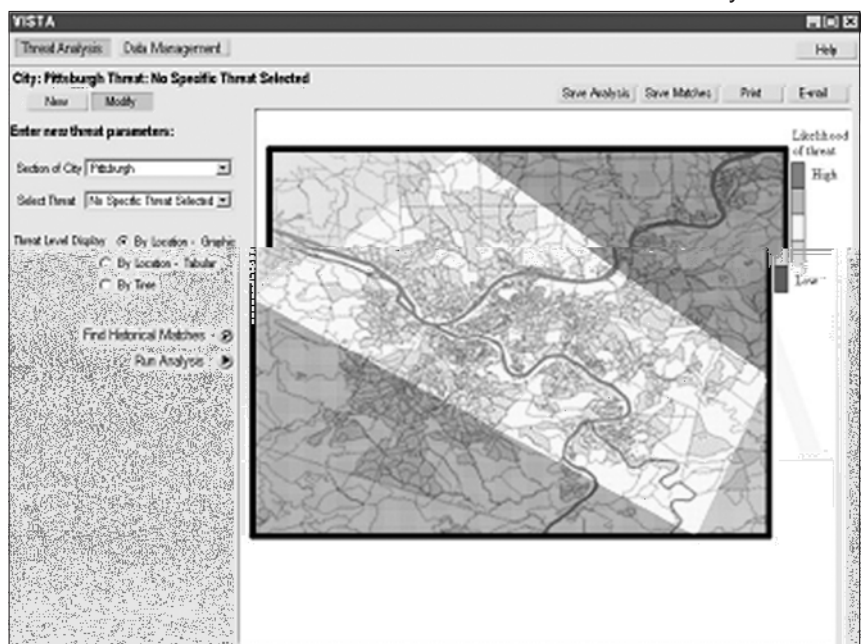 VISTA
Threat Analysis Data Management Help
City: Pittsburgh Threat: No Specific Threat Selected
New Modify Save Analysis Save Matches Print E-mail
Enter new threat parameters:
Section of City Pittsburgh
Select Threat No Specific Threat Selected
Threat Level Display By Location - Graphic
By Location - Tabular
By Time
Find Historical Matches -
Run Analysis -
Likelihood
of threat
High
Low